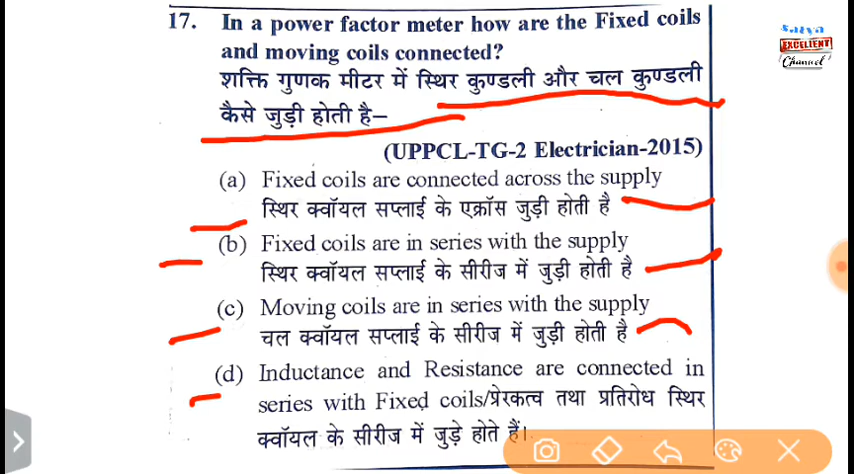 17. In a power factor meter how are the Fixed coils
and moving coils connected?
शक्ति गुणक मीटर में स्थिर कुण्डली और चल कुण्डली
कैसे जुड़ी होती है–
(UPPCL-TG-2 Electrician-2015)
(a) Fixed coils are connected across the supply
स्थिर क्वॉयल सप्लाई के एक्रॉस जुड़ी होती है
(b) Fixed coils are in series with the supply
स्थिर क्वॉयल सप्लाई के सीरीज में जुड़ी होती है
(c) Moving coils are in series with the supply
चल क्वॉयल सप्लाई के सीरीज में जुड़ी होती है
(d) Inductance and Resistance are connected in
series with Fixed coils/प्रेरकत्व तथा प्रतिरोध स्थिर
क्वॉयल के सीरीज में जुड़े होते हैं।
Satya
EXCELLENT
Channel